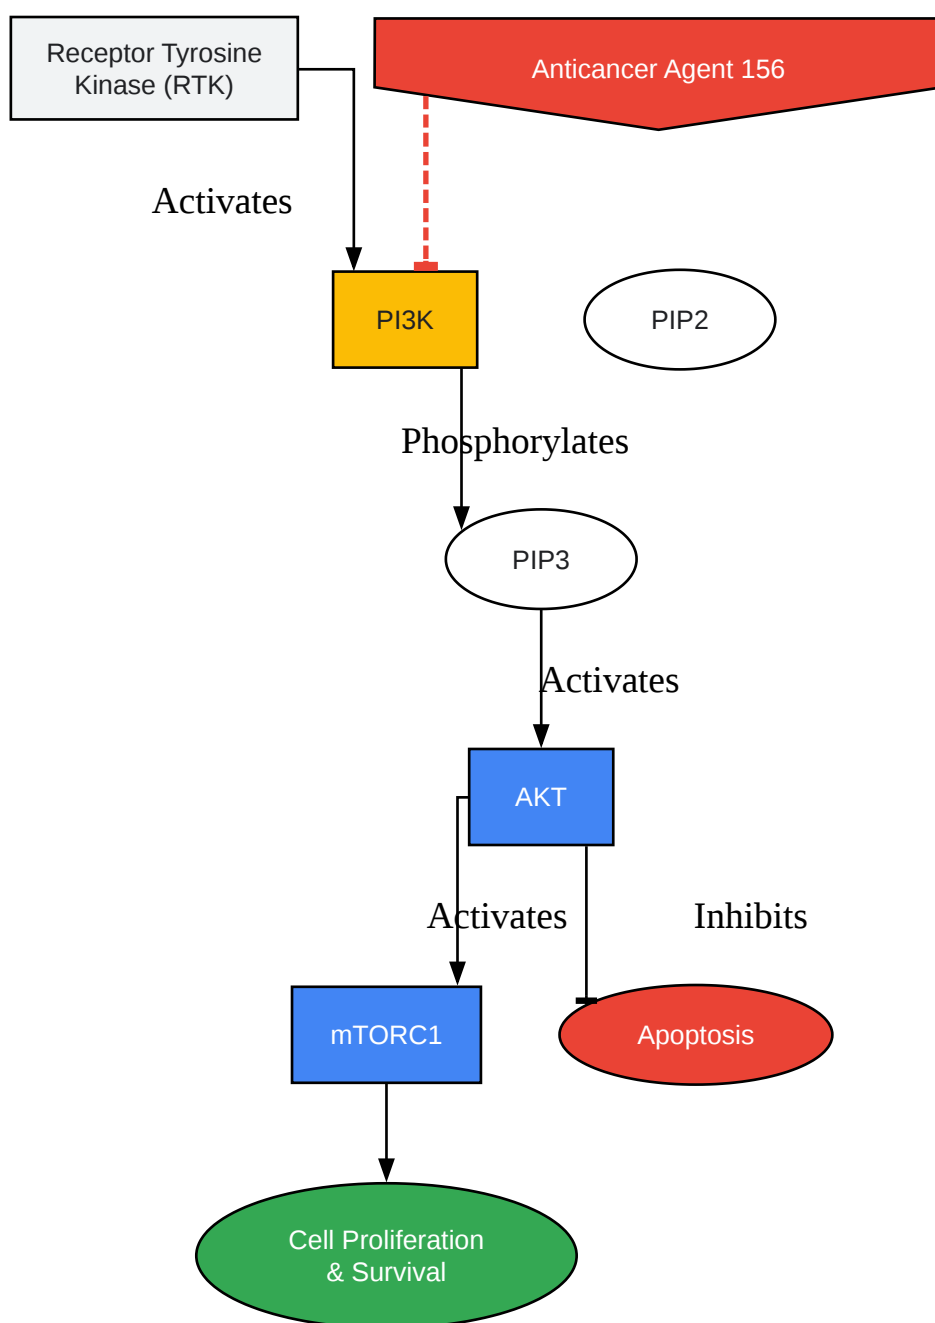 Receptor Tyrosine
Kinase (RTK)
Anticancer Agent 156
Activates
PI3K
PIP2
Phosphorylates
PIP3
Activates
AKT
Activates
Inhibits
mTORC1
Apoptosis
Cell Proliferation
& Survival